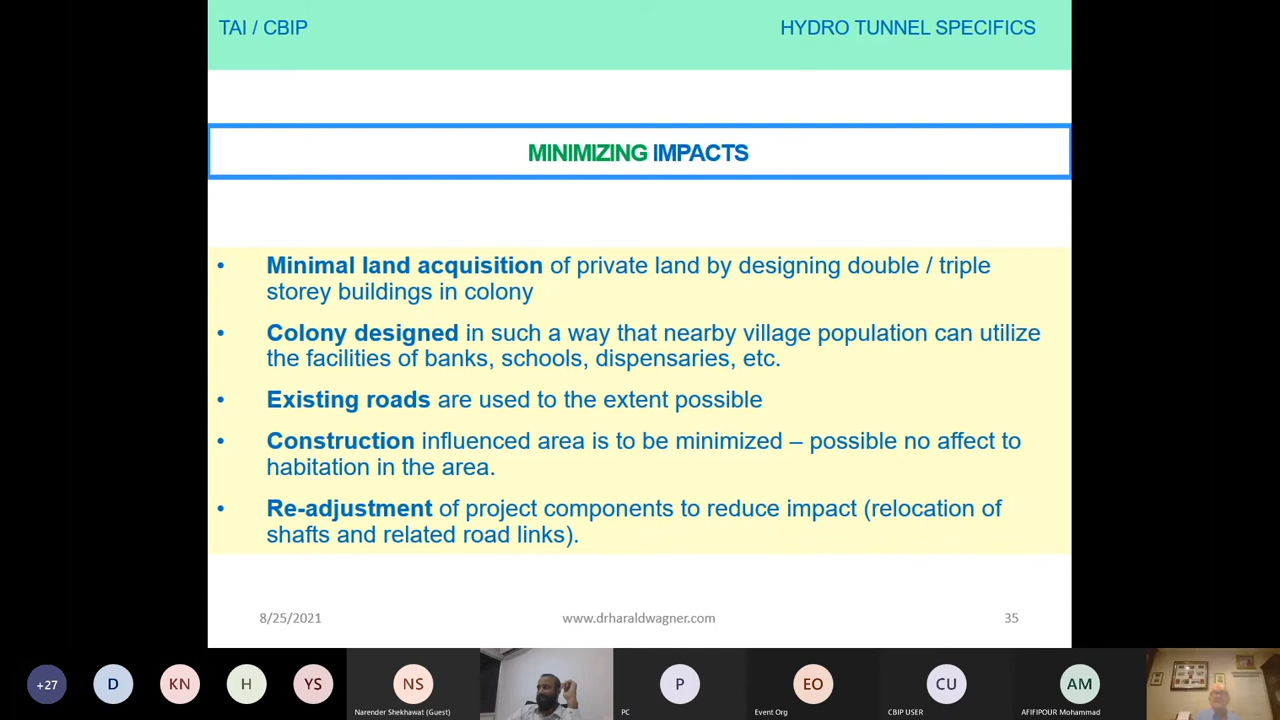 TAI / CBIP
HYDRO TUNNEL SPECIFICS
MINIMIZING IMPACTS
• Minimal land acquisition of private land by designing double / triple
storey buildings in colony
• Colony designed in such a way that nearby village population can utilize
the facilities of banks, schools, dispensaries, etc.
• Existing roads are used to the extent possible
• Construction influenced area is to be minimized – possible no affect to
habitation in the area.
• Re-adjustment of project components to reduce impact (relocation of
shafts and related road links).
8/25/2021
www.drharaldwagner.com
35
+27
D
KN
H
YS
NS
Narender Shekhawat (Guest)
P
PC
EO
Event Org
CU
CBIP USER
AM
AFIFIPOUR Mohammad